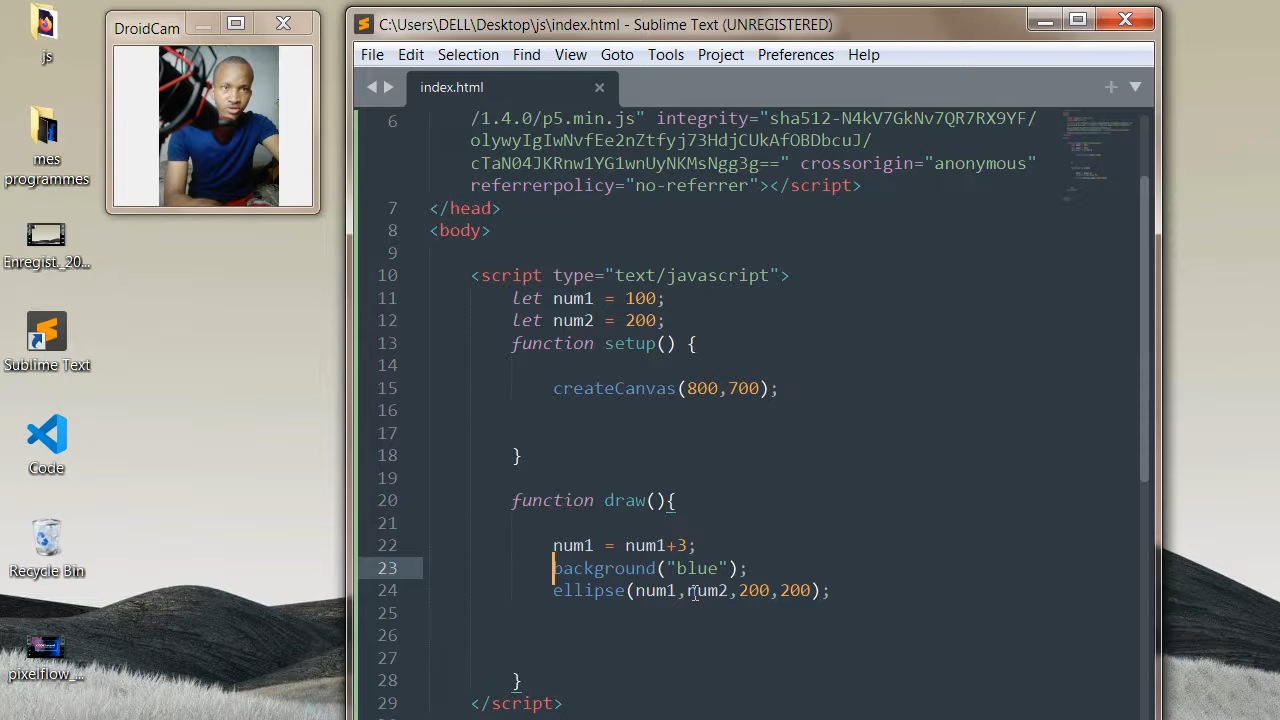 js
mes
programmes
Enregist._20...
Sublime Text
Code
Recycle Bin
pixelflow_...
DroidCam
C:\Users\DELL\Desktop\js\index.html - Sublime Text (UNREGISTERED)
File Edit Selection Find View Goto Tools Project Preferences Help
index.html
6 /1.4.0/p5.min.js" integrity="sha512-N4kV7GkNv7QR7RX9YF/
olywyIgIwNvfEe2nZtfyj73HdjCUkAfOBDbcuJ/
cTaN04JKRnw1YG1wnUyNKMsNgg3g==" crossorigin="anonymous"
referrerpolicy="no-referrer"></script>
7 </head>
8 <body>
9
10 <script type="text/javascript">
11 let num1 = 100;
12 let num2 = 200;
13 function setup() {
14
15 createCanvas(800,700);
16
17
18 }
19
20 function draw(){
21
22 num1 = num1+3;
23 background("blue");
24 ellipse(num1,num2,200,200);
25
26
27
28 }
29 </script>